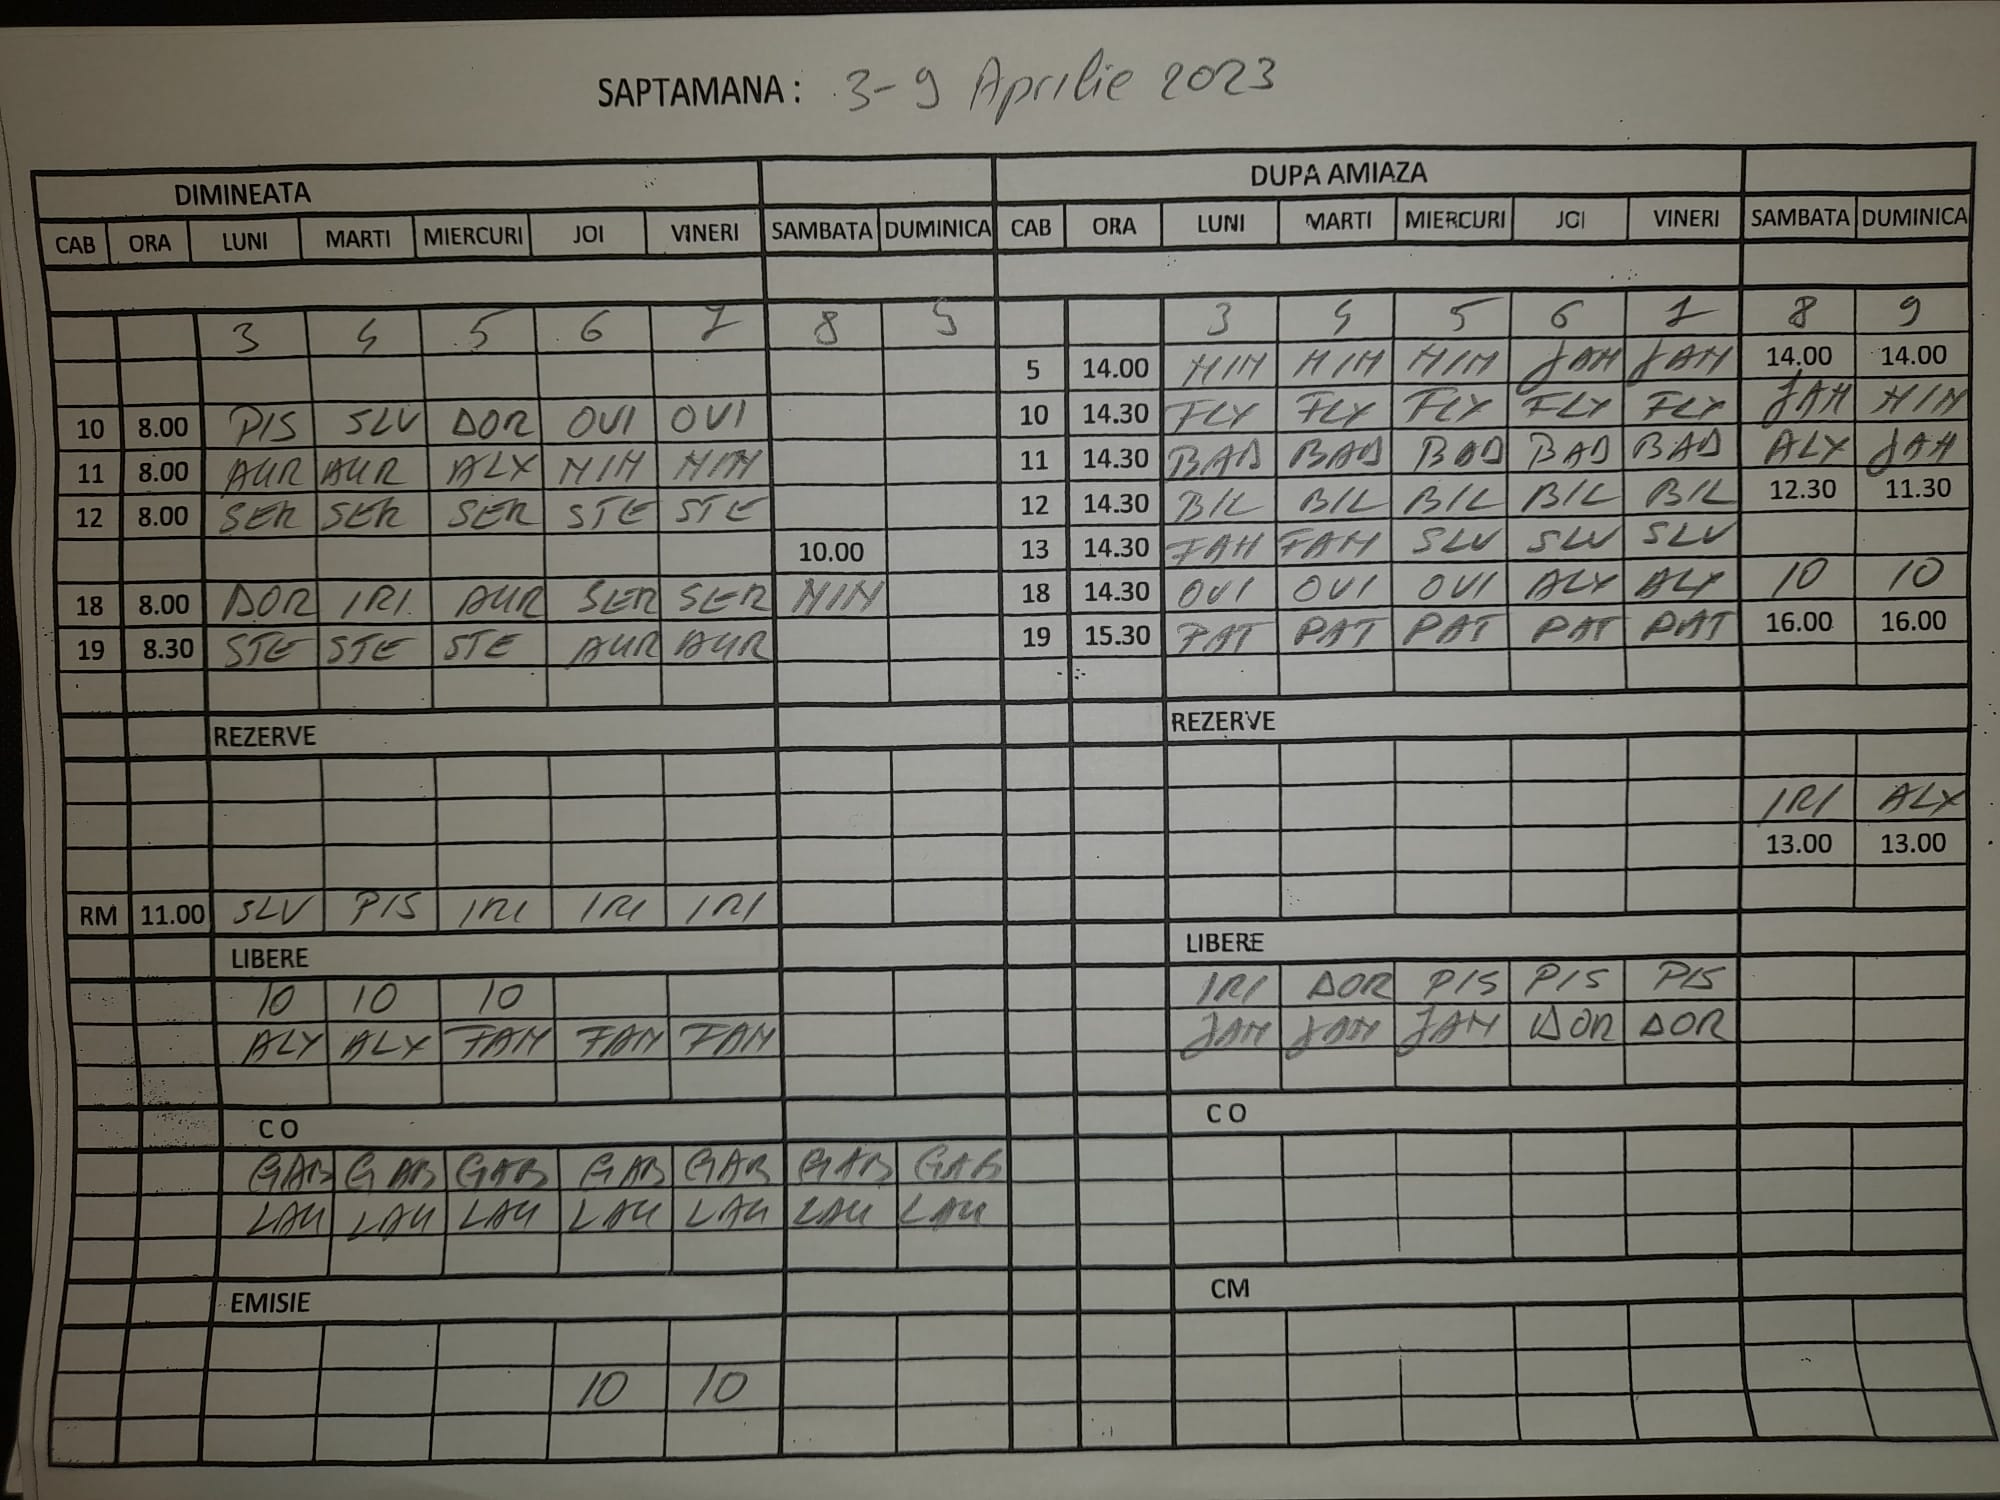 SAPTAMANA : 3-9 Aprilie 2023
DIMINEATA DUPA AMIAZA
CAB ORA LUNI MARTI MIERCURI JOI VINERI SAMBATA DUMINICA CAB ORA LUNI MARTI MIERCURI JOI VINERI SAMBATA DUMINICA
3 4 5 6 7 8 9 3 4 5 6 7 8 9
5 14.00 MIM MIM MIM JAM JAM 14.00 14.00
10 8.00 PIS SLV DOR OVI OVI 10 14.30 FLY FLY FLY FLY FLY JAM MIM
11 8.00 AUR AUR ALY MIM MIM 11 14.30 BAD BAD BAD BAD BAD ALY JAM
12 8.00 SER SER SER STE STE 12 14.30 BIL BIL BIL BIL BIL 12.30 11.30
10.00 13 14.30 FAM FAM SLV SLV SLV
18 8.00 DOR IRI AUR SER SER MIM 18 14.30 OVI OVI OVI ALY ALY 10 10
19 8.30 STE STE STE AUR AUR 19 15.30 PAT PAT PAT PAT PAT 16.00 16.00
REZERVE REZERVE
IRI ALY
13.00 13.00
RM 11.00 SLV PIS IRI IRI IRI
LIBERE LIBERE
10 10 10 IRI DOR PIS PIS PIS
ALY ALY FAM FAM FAM JAM JAM JAM DOR DOR
C O C O
GAB GAB GAB GAB GAB GAB GAB
LAU LAU LAU LAU LAU LAU LAU
EMISIE CM
10 10